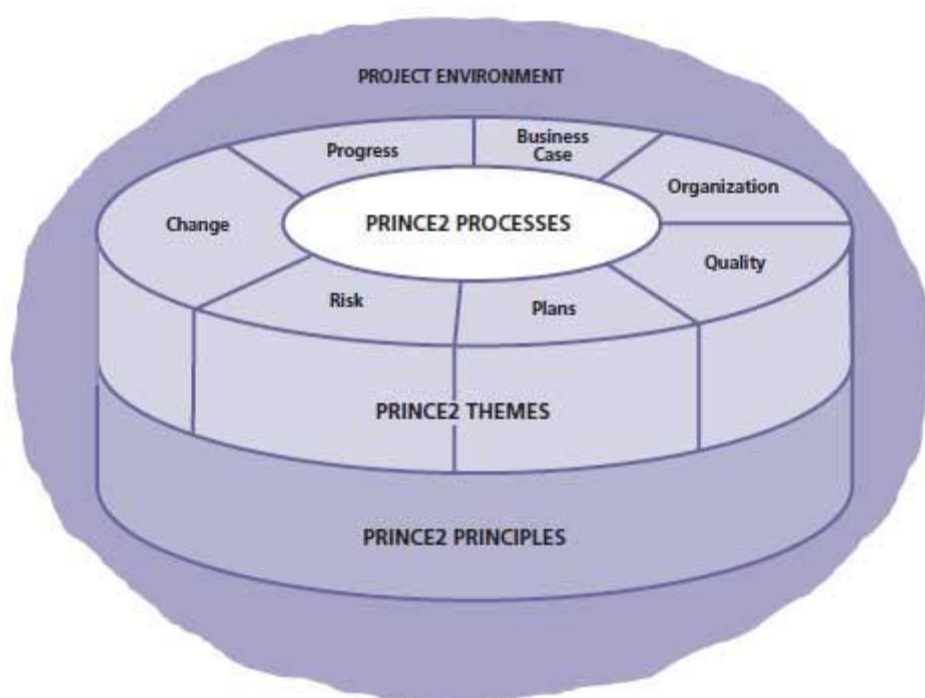 PROJECT ENVIRONMENT
Progress
Business
Case
Organization
Change
PRINCE2 PROCESSES
Quality
Risk
Plans
PRINCE2 THEMES
PRINCE2 PRINCIPLES